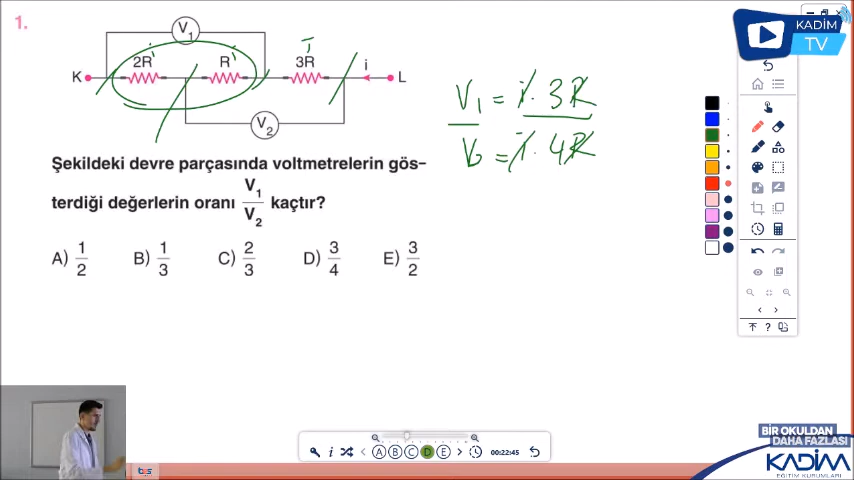 1.
V1
2R
R
3R
i
K
L
i
i
i
V2
V1 = i. 3R
V2 = i. 4R
Şekildeki devre parçasında voltmetrelerin gös-
terdiği değerlerin oranı V1/V2 kaçtır?
A) 1/2 B) 1/3 C) 2/3 D) 3/4 E) 3/2
KADİM
TV
A B C D E
00:22:45
BİR OKULDAN
DAHA FAZLASI
KADİM
EĞİTİM KURUMLARI